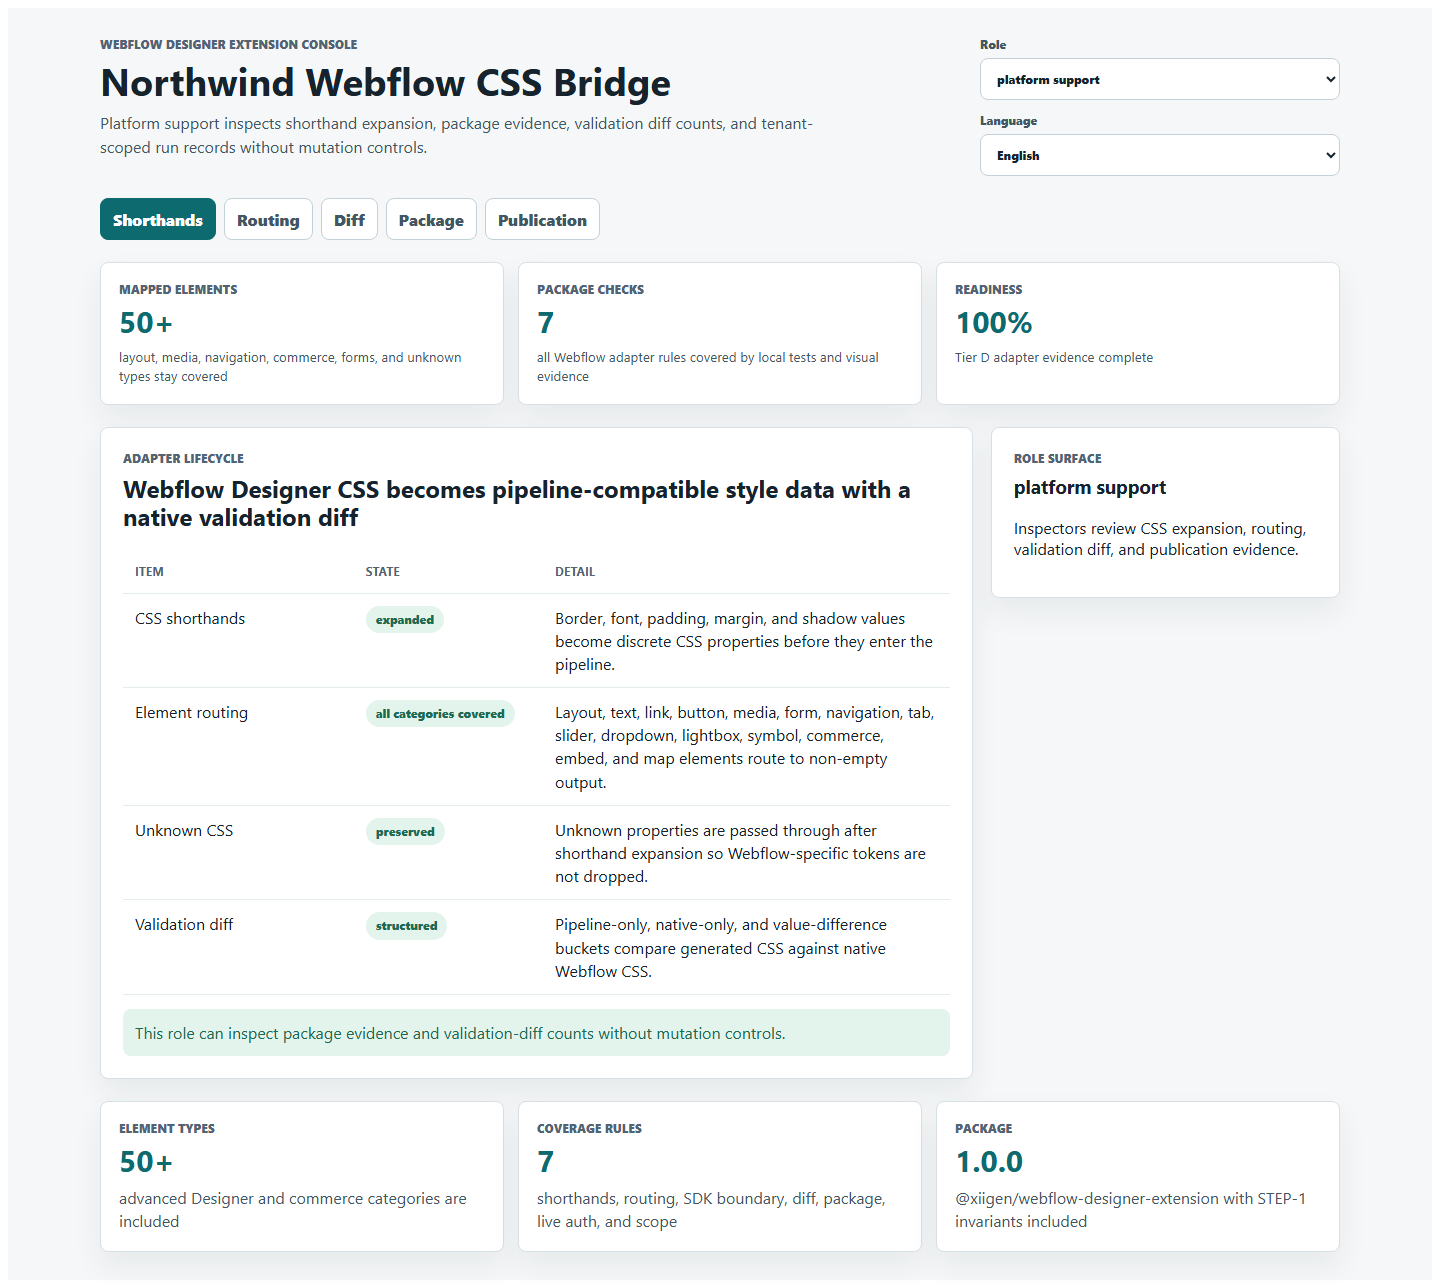 WEBFLOW DESIGNER EXTENSION CONSOLE
Northwind Webflow CSS Bridge
Platform support inspects shorthand expansion, package evidence, validation diff counts, and tenant-
scoped run records without mutation controls.
Role
platform support
Language
English
Shorthands
Routing
Diff
Package
Publication
MAPPED ELEMENTS
50+
layout, media, navigation, commerce, forms, and unknown
types stay covered
PACKAGE CHECKS
7
all Webflow adapter rules covered by local tests and visual
evidence
READINESS
100%
Tier D adapter evidence complete
ADAPTER LIFECYCLE
Webflow Designer CSS becomes pipeline-compatible style data with a
native validation diff
ITEM STATE DETAIL
CSS shorthands
expanded
Border, font, padding, margin, and shadow values
become discrete CSS properties before they enter the
pipeline.
Element routing
all categories covered
Layout, text, link, button, media, form, navigation, tab,
slider, dropdown, lightbox, symbol, commerce,
embed, and map elements route to non-empty
output.
Unknown CSS
preserved
Unknown properties are passed through after
shorthand expansion so Webflow-specific tokens are
not dropped.
Validation diff
structured
Pipeline-only, native-only, and value-difference
buckets compare generated CSS against native
Webflow CSS.
This role can inspect package evidence and validation-diff counts without mutation controls.
ROLE SURFACE
platform support
Inspectors review CSS expansion, routing,
validation diff, and publication evidence.
ELEMENT TYPES
50+
advanced Designer and commerce categories are
included
COVERAGE RULES
7
shorthands, routing, SDK boundary, diff, package,
live auth, and scope
PACKAGE
1.0.0
@xiigen/webflow-designer-extension with STEP-1
invariants included